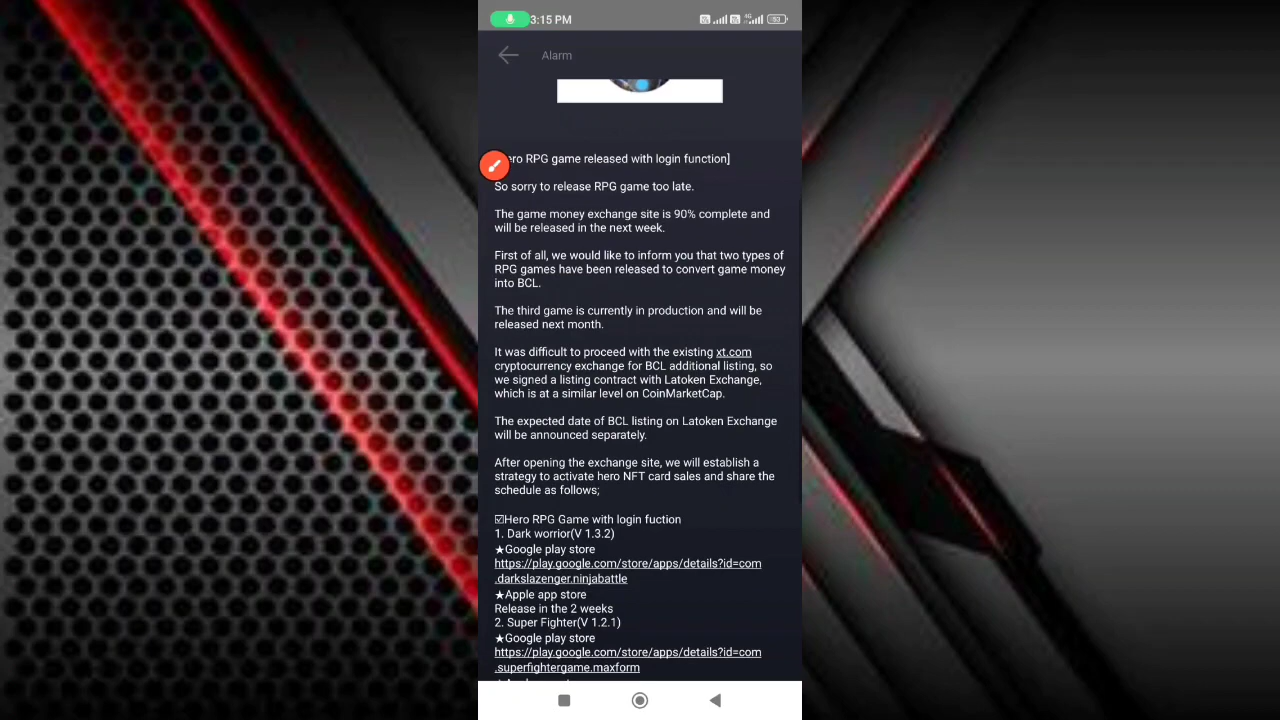 3:15 PM
4G
53
Alarm
ero RPG game released with login function]
So sorry to release RPG game too late.
The game money exchange site is 90% complete and
will be released in the next week.
First of all, we would like to inform you that two types of
RPG games have been released to convert game money
into BCL.
The third game is currently in production and will be
released next month.
It was difficult to proceed with the existing xt.com
cryptocurrency exchange for BCL additional listing, so
we signed a listing contract with Latoken Exchange,
which is at a similar level on CoinMarketCap.
The expected date of BCL listing on Latoken Exchange
will be announced separately.
After opening the exchange site, we will establish a
strategy to activate hero NFT card sales and share the
schedule as follows;
☑Hero RPG Game with login fuction
1. Dark worrior(V 1.3.2)
★Google play store
https://play.google.com/store/apps/details?id=com
.darkslazenger.ninjabattle
★Apple app store
Release in the 2 weeks
2. Super Fighter(V 1.2.1)
★Google play store
https://play.google.com/store/apps/details?id=com
.superfightergame.maxform